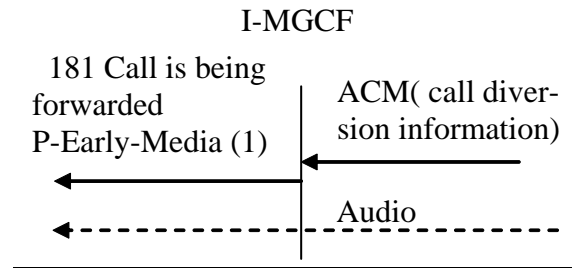 I-MGCF
181 Call is being
forwarded
P-Early-Media (1)
ACM( call diver-
sion information)
Audio